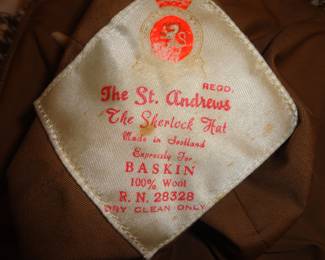 REGD.
The St. Andrews
The Sherlock Hat
Made in Scotland
Expressly For
BASKIN
100% Wool
R. N. 28328
DRY CLEAN ONLY